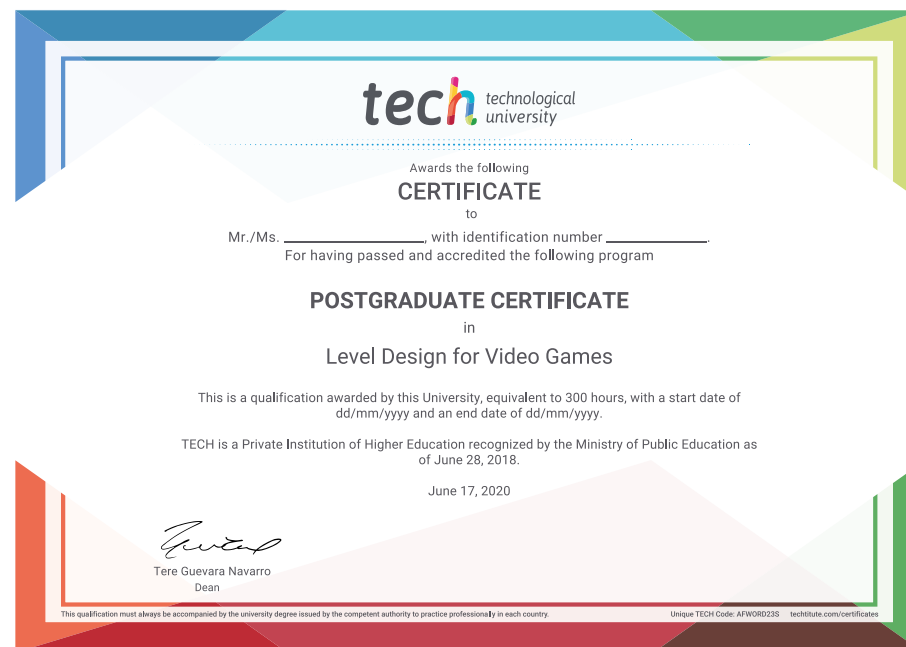 tech technological
university
Awards the following
CERTIFICATE
to
Mr./Ms. ____________________, with identification number ______________.
For having passed and accredited the following program
POSTGRADUATE CERTIFICATE
in
Level Design for Video Games
This is a qualification awarded by this University, equivalent to 300 hours, with a start date of
dd/mm/yyyy and an end date of dd/mm/yyyy.
TECH is a Private Institution of Higher Education recognized by the Ministry of Public Education as
of June 28, 2018.
June 17, 2020
Tere Guevara Navarro
Dean
This qualification must always be accompanied by the university degree issued by the competent authority to practice professionally in each country. Unique TECH Code: AFWORD23S techtitute.com/certificates